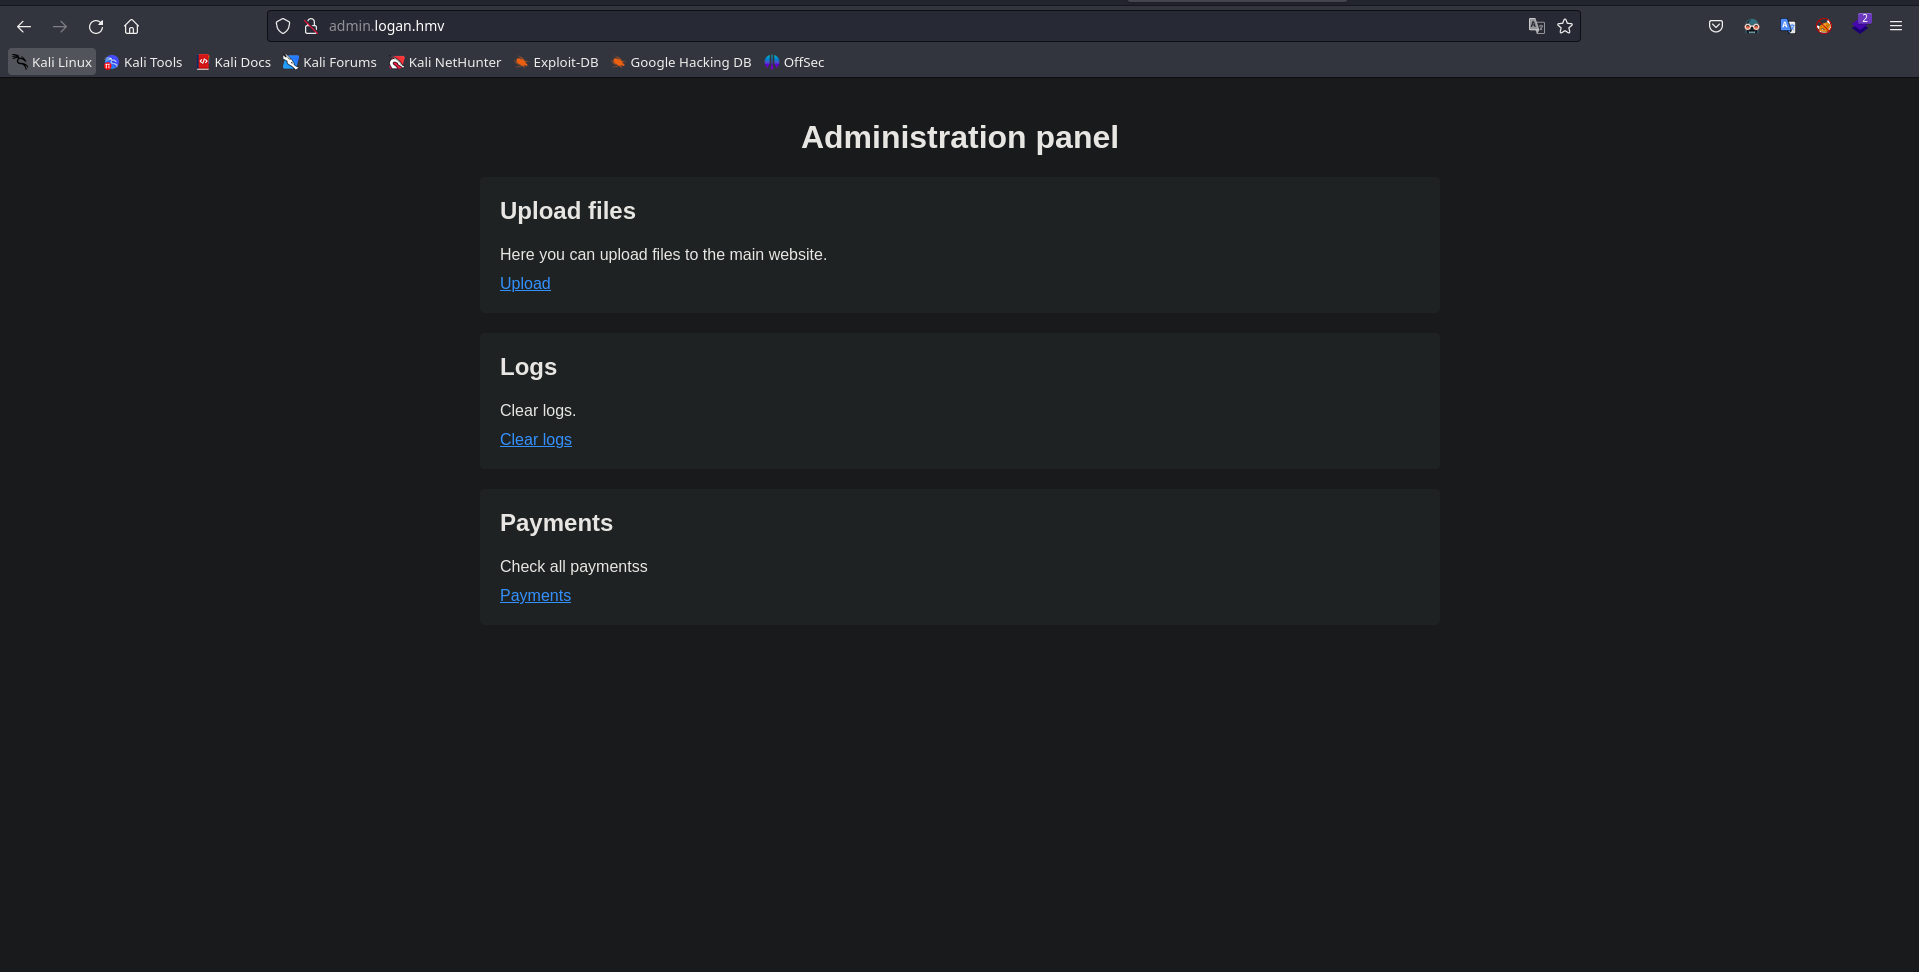 admin.logan.hmv
2
Kali Linux Kali Tools Kali Docs Kali Forums Kali NetHunter Exploit-DB Google Hacking DB OffSec
Administration panel
Upload files
Here you can upload files to the main website.
Upload
Logs
Clear logs.
Clear logs
Payments
Check all paymentss
Payments